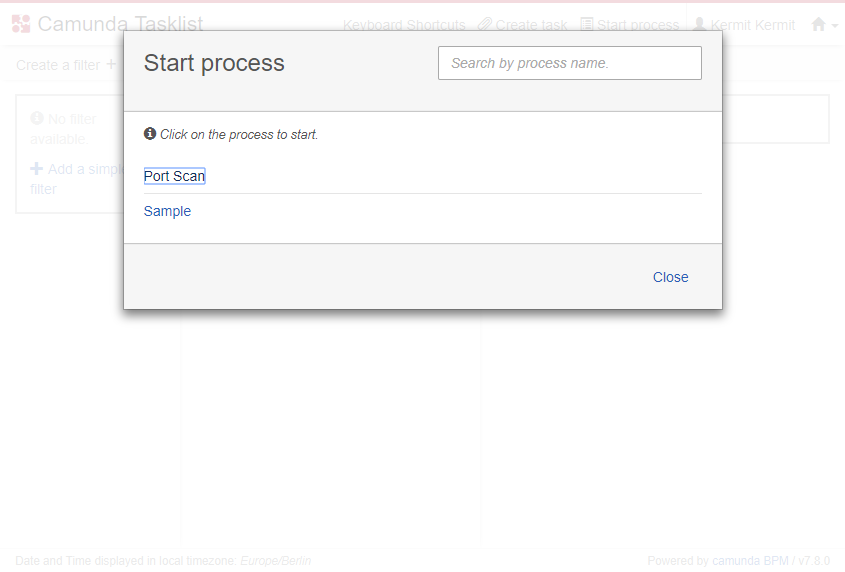 Camunda Tasklist
Keyboard Shortcuts Create task Start process Kermit Kermit
Create a filter +
Start process
Search by process name.
No filter
available.
Add a simple
filter
Click on the process to start.
Port Scan
Sample
Close
Date and Time displayed in local timezone: Europe/Berlin
Powered by camunda BPM / v7.8.0